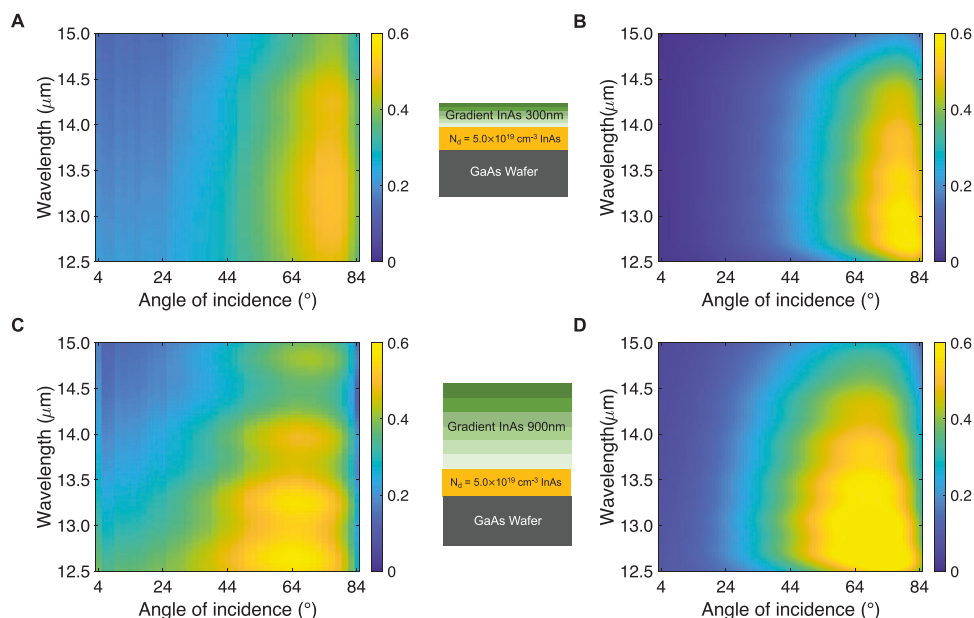 A
15.0
14.5
14.0
13.5
13.0
12.5
Wavelength (μm)
4 24 44 64 84
Angle of incidence (°)
0.6
0.4
0.2
0
Gradient InAs 300nm
N_d = 5.0×10¹⁹ cm⁻³ InAs
GaAs Wafer
B
15.0
14.5
14.0
13.5
13.0
12.5
Wavelength(μm)
4 24 44 64 84
Angle of incidence (°)
0.6
0.4
0.2
0
C
15.0
14.5
14.0
13.5
13.0
12.5
Wavelength (μm)
4 24 44 64 84
Angle of incidence (°)
0.6
0.4
0.2
0
Gradient InAs 900nm
N_d = 5.0×10¹⁹ cm⁻³ InAs
GaAs Wafer
D
15.0
14.5
14.0
13.5
13.0
12.5
Wavelength(μm)
4 24 44 64 84
Angle of incidence (°)
0.6
0.4
0.2
0